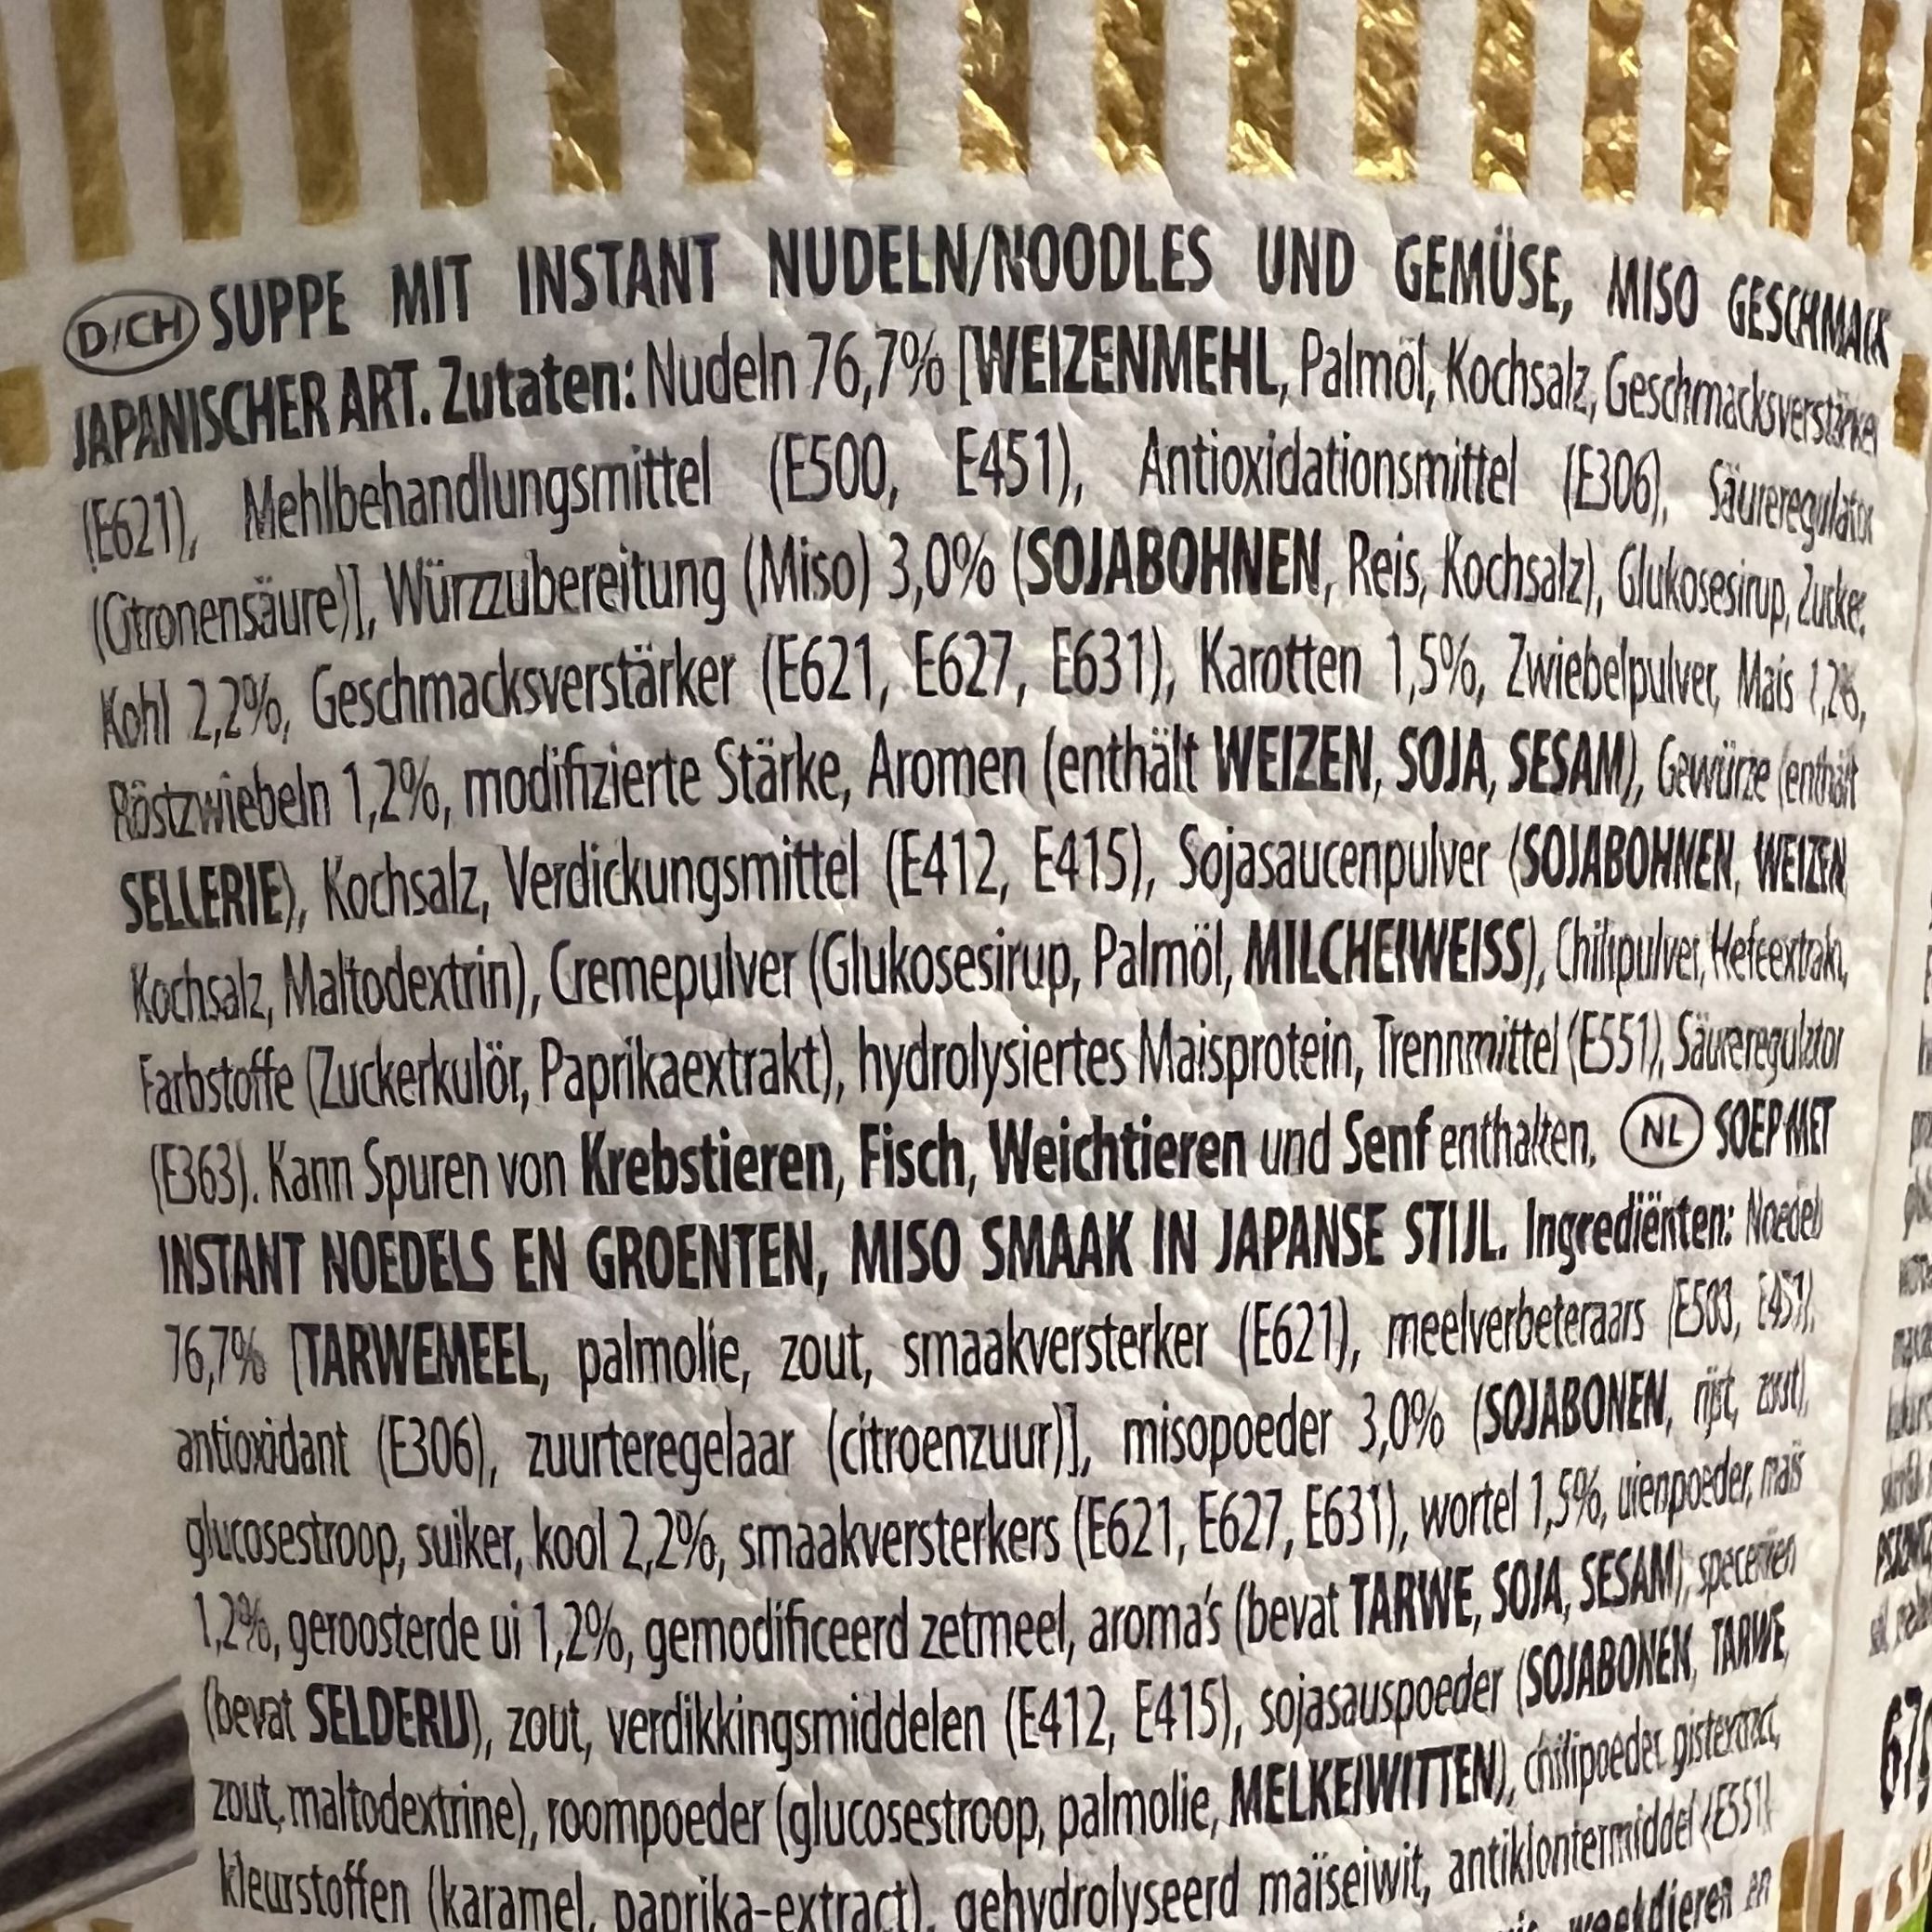 D/CH SUPPE MIT INSTANT NUDELN/NOODLES UND GEMÜSE, MISO GESCHMACK
JAPANISCHER ART. Zutaten: Nudeln 76,7% [WEIZENMEHL, Palmöl, Kochsalz, Geschmacksverstärker
(E621), Mehlbehandlungsmittel (E500, E451), Antioxidationsmittel (E306), Säureregulator
(Citronensäure)], Würzzubereitung (Miso) 3,0% (SOJABOHNEN, Reis, Kochsalz), Glukosesirup, Zucker,
Kohl 2,2%, Geschmacksverstärker (E621, E627, E631), Karotten 1,5%, Zwiebelpulver, Mais 1,2%,
Röstzwiebeln 1,2%, modifizierte Stärke, Aromen (enthält WEIZEN, SOJA, SESAM), Gewürze (enthält
SELLERIE), Kochsalz, Verdickungsmittel (E412, E415), Sojasaucenpulver (SOJABOHNEN, WEIZEN,
Kochsalz, Maltodextrin), Cremepulver (Glukosesirup, Palmöl, MILCHEIWEISS), Chilipulver, Hefeextrakt,
Farbstoffe (Zuckerkulör, Paprikaextrakt), hydrolysiertes Maisprotein, Trennmittel (E551), Säureregulator
(E363). Kann Spuren von Krebstieren, Fisch, Weichtieren und Senf enthalten. NL SOEP MET
INSTANT NOEDELS EN GROENTEN, MISO SMAAK IN JAPANSE STIJL. Ingrediënten: Noedels
76,7% [TARWEMEEL, palmolie, zout, smaakversterker (E621), meelverbeteraars (E500, E451),
antioxidant (E306), zuurteregelaar (citroenzuur)], misopoeder 3,0% (SOJABONEN, rijst, zout),
glucosestroop, suiker, kool 2,2%, smaakversterkers (E621, E627, E631), wortel 1,5%, uienpoeder, maïs
1,2%, geroosterde ui 1,2%, gemodificeerd zetmeel, aroma's (bevat TARWE, SOJA, SESAM), specerijen
(bevat SELDERIJ), zout, verdikkingsmiddelen (E412, E415), sojasauspoeder (SOJABONEN, TARWE,
zout, maltodextrine), roompoeder (glucosestroop, palmolie, MELKEIWITTEN), chilipoeder, gistextract,
kleurstoffen (karamel, paprika-extract), gehydrolyseerd maïseiwit, antiklontermiddel (E551)
weekdieren en